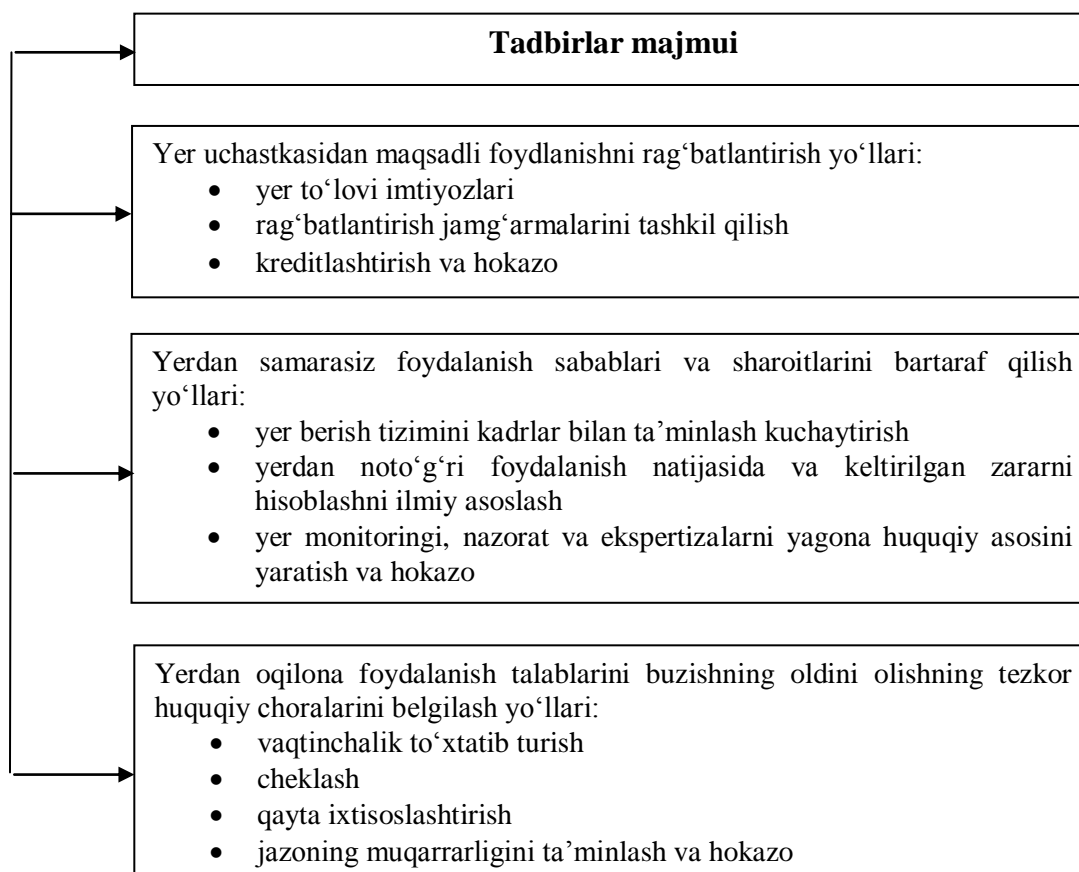 Tadbirlar majmui
Yer uchastkasidan maqsadli foydlanishni rag‘batlantirish yo‘llari:
• yer to‘lovi imtiyozlari
• rag‘batlantirish jamg‘armalarini tashkil qilish
• kreditlashtirish va hokazo
Yerdan samarasiz foydalanish sabablari va sharoitlarini bartaraf qilish
yo‘llari:
• yer berish tizimini kadrlar bilan ta’minlash kuchaytirish
• yerdan noto‘g‘ri foydalanish natijasida va keltirilgan zararni
hisoblashni ilmiy asoslash
• yer monitoringi, nazorat va ekspertizalarni yagona huquqiy asosini
yaratish va hokazo
Yerdan oqilona foydalanish talablarini buzishning oldini olishning tezkor
huquqiy choralarini belgilash yo‘llari:
• vaqtinchalik to‘xtatib turish
• cheklash
• qayta ixtisoslashtirish
• jazoning muqarrarligini ta’minlash va hokazo